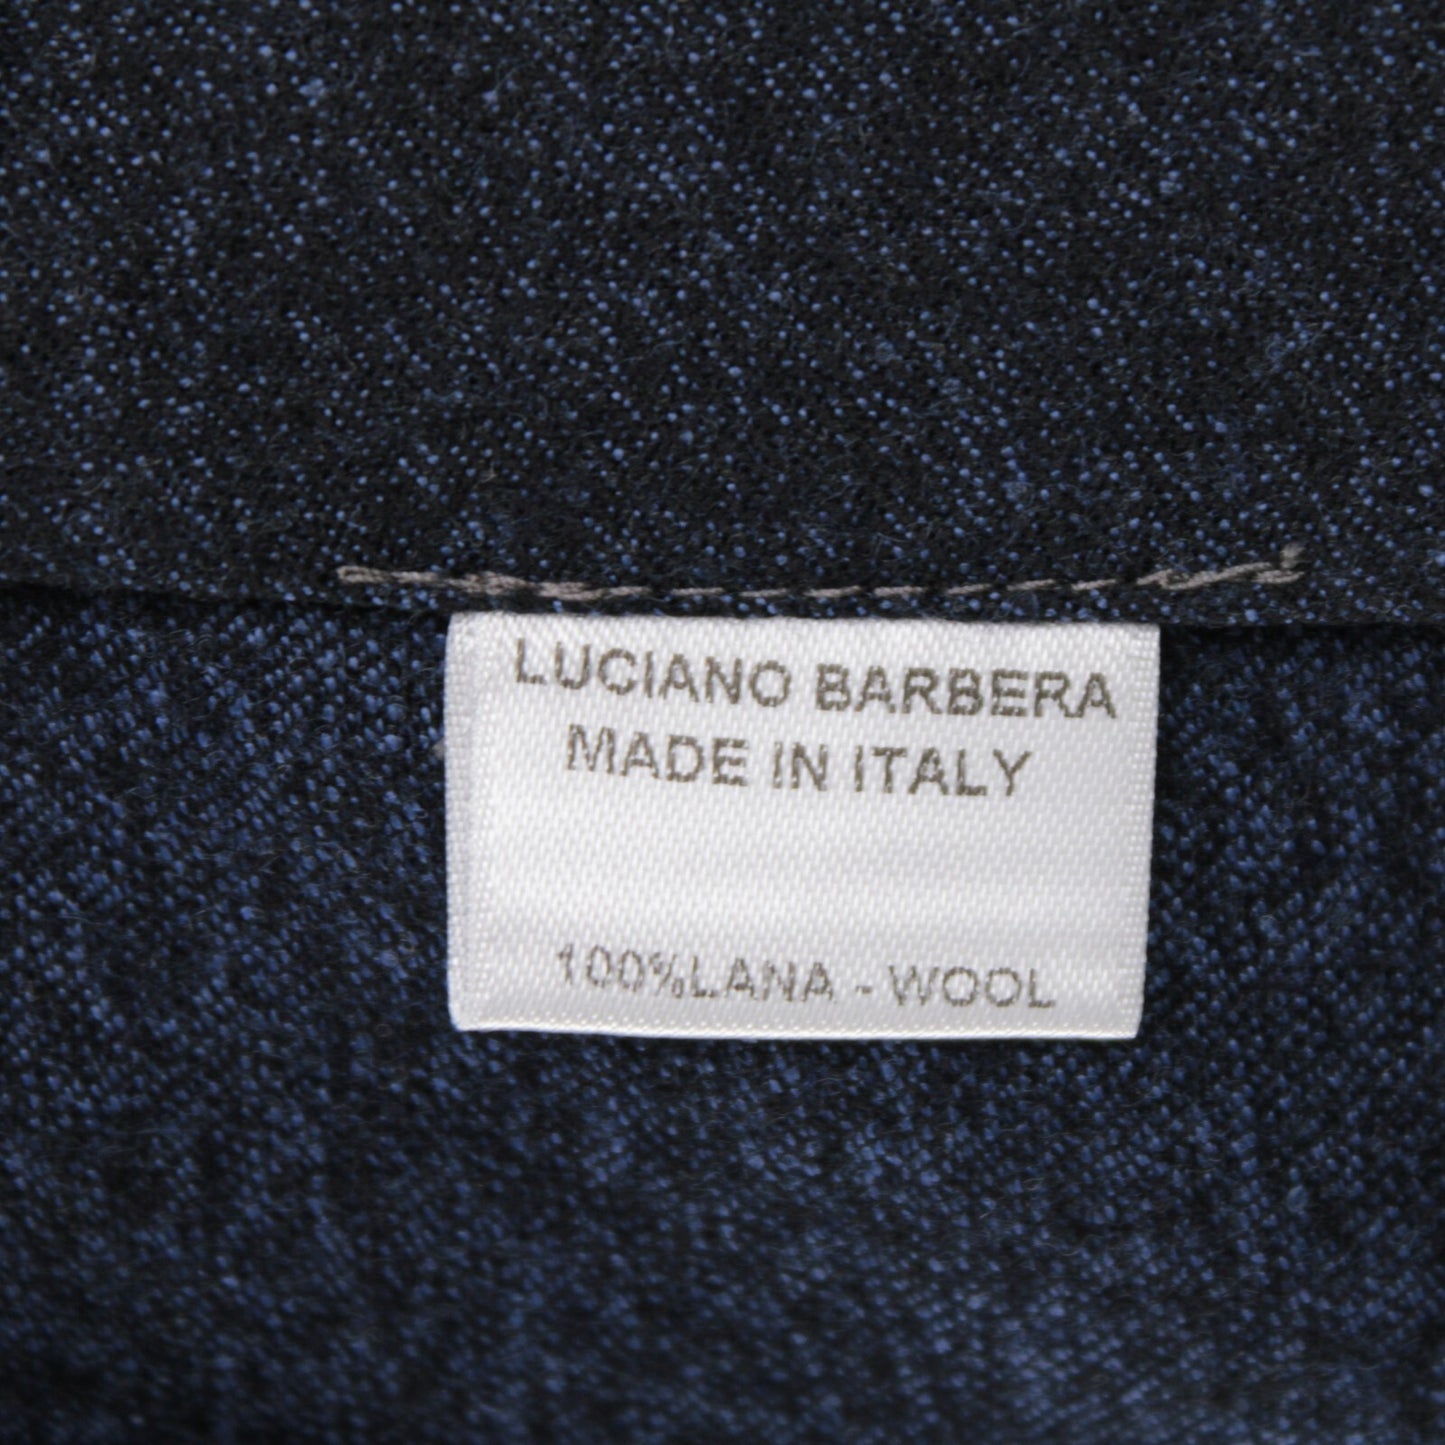 LUCIANO BARBERA
MADE IN ITALY
100%LANA - WOOL